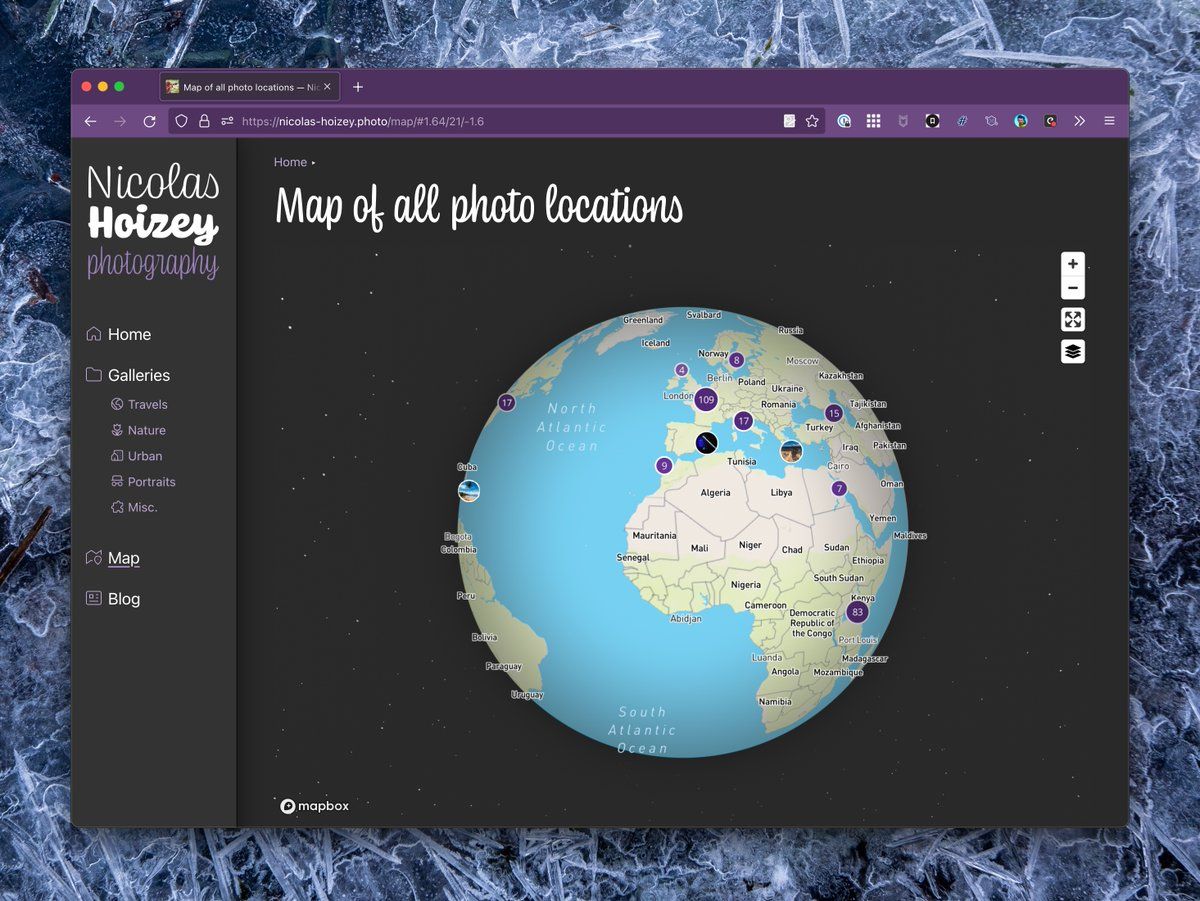 Map of all photo locations — Nic
https://nicolas-hoizey.photo/map/#1.64/21/-1.6
Nicolas
Hoizey
photography
Home
Galleries
Travels
Nature
Urban
Portraits
Misc.
Map
Blog
Home ▸
Map of all photo locations
+
−
Greenland
Svalbard
Russia
Iceland
Norway
8
Moscow
4
Berlin
Poland
Kazakhstan
Ukraine
London
109
17
North
Atlantic
Ocean
Romania
Tajikistan
15
17
Turkey
Afghanistan
Iraq
Pakistan
9
Tunisia
Cairo
Cuba
Algeria
Libya
7
Oman
Yemen
Maldives
Bogota
Colombia
Mauritania
Mali
Niger
Chad
Sudan
Senegal
Ethiopia
South Sudan
Nigeria
Peru
Cameroon
Kenya
83
Abidjan
Democratic
Republic of
the Congo
Port Louis
Bolivia
Luanda
Madagascar
Paraguay
Angola
Mozambique
Uruguay
Namibia
South
Atlantic
Ocean
mapbox